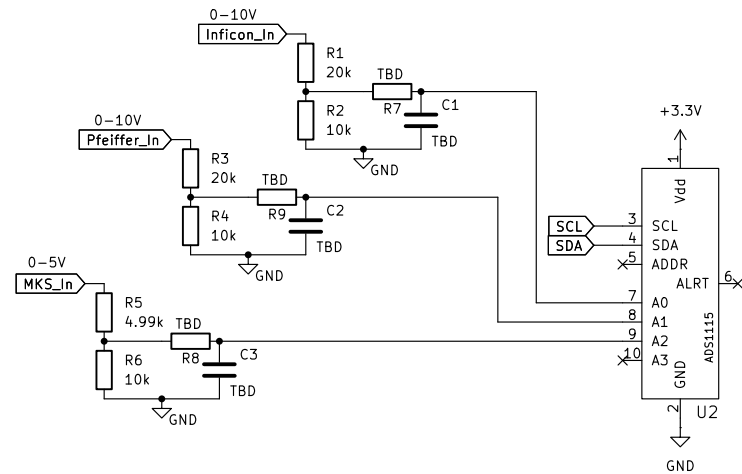 0-10V
Inficon_In
R1
20k
TBD
R7
C1
R2
10k
TBD
GND
0-10V
Pfeiffer_In
R3
20k
TBD
R9
C2
R4
10k
TBD
GND
0-5V
MKS_In
R5
4.99k
TBD
R8
C3
R6
10k
TBD
GND
+3.3V
1
Vdd
SCL
3
SCL
SDA
4
SDA
5
ADDR
ALRT
6
7
A0
8
A1
9
A2
10
A3
ADS1115
GND
2
U2
GND